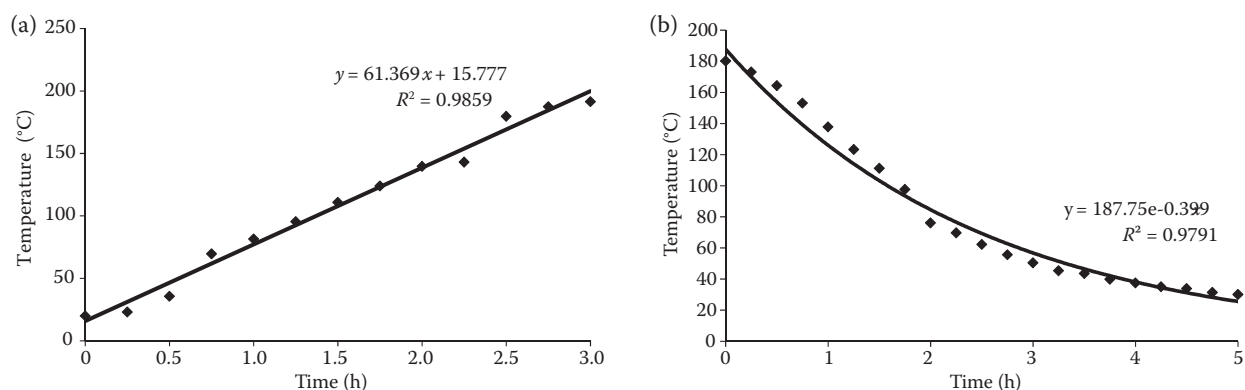 (a)
250
200
150
100
50
0
Temperature (°C)
y = 61.369x + 15.777
R² = 0.9859
0 0.5 1.0 1.5 2.0 2.5 3.0
Time (h)
(b)
200
180
160
140
120
100
80
60
40
20
0
Temperature (°C)
y = 187.75e-0.399x
R² = 0.9791
0 1 2 3 4 5
Time (h)